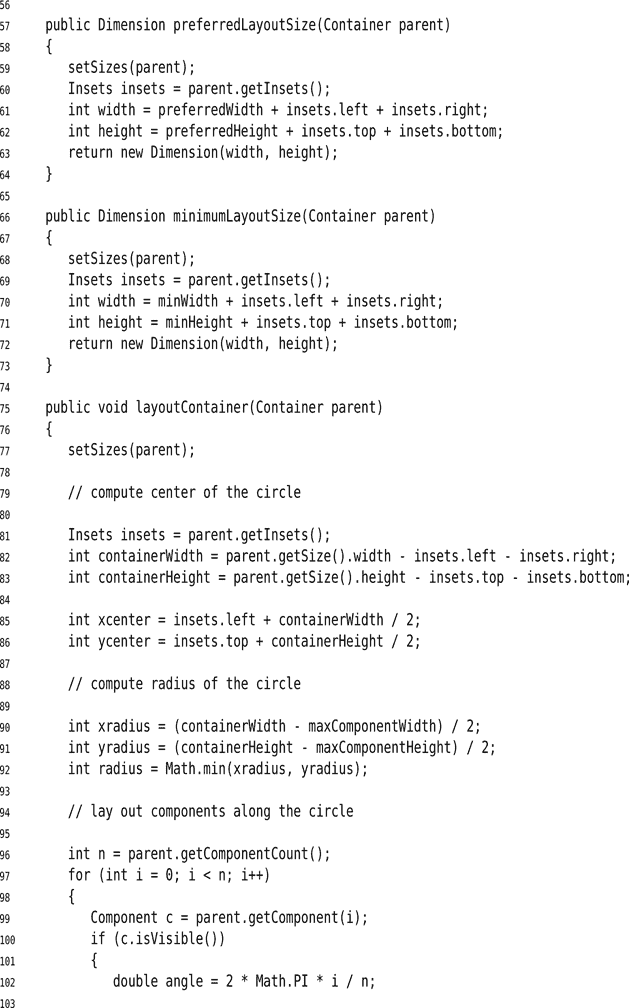 56
57 public Dimension preferredLayoutSize(Container parent)
58 {
59 setSizes(parent);
60 Insets insets = parent.getInsets();
61 int width = preferredWidth + insets.left + insets.right;
62 int height = preferredHeight + insets.top + insets.bottom;
63 return new Dimension(width, height);
64 }
65
66 public Dimension minimumLayoutSize(Container parent)
67 {
68 setSizes(parent);
69 Insets insets = parent.getInsets();
70 int width = minWidth + insets.left + insets.right;
71 int height = minHeight + insets.top + insets.bottom;
72 return new Dimension(width, height);
73 }
74
75 public void layoutContainer(Container parent)
76 {
77 setSizes(parent);
78
79 // compute center of the circle
80
81 Insets insets = parent.getInsets();
82 int containerWidth = parent.getSize().width - insets.left - insets.right;
83 int containerHeight = parent.getSize().height - insets.top - insets.bottom;
84
85 int xcenter = insets.left + containerWidth / 2;
86 int ycenter = insets.top + containerHeight / 2;
87
88 // compute radius of the circle
89
90 int xradius = (containerWidth - maxComponentWidth) / 2;
91 int yradius = (containerHeight - maxComponentHeight) / 2;
92 int radius = Math.min(xradius, yradius);
93
94 // lay out components along the circle
95
96 int n = parent.getComponentCount();
97 for (int i = 0; i < n; i++)
98 {
99 Component c = parent.getComponent(i);
100 if (c.isVisible())
101 {
102 double angle = 2 * Math.PI * i / n;
103